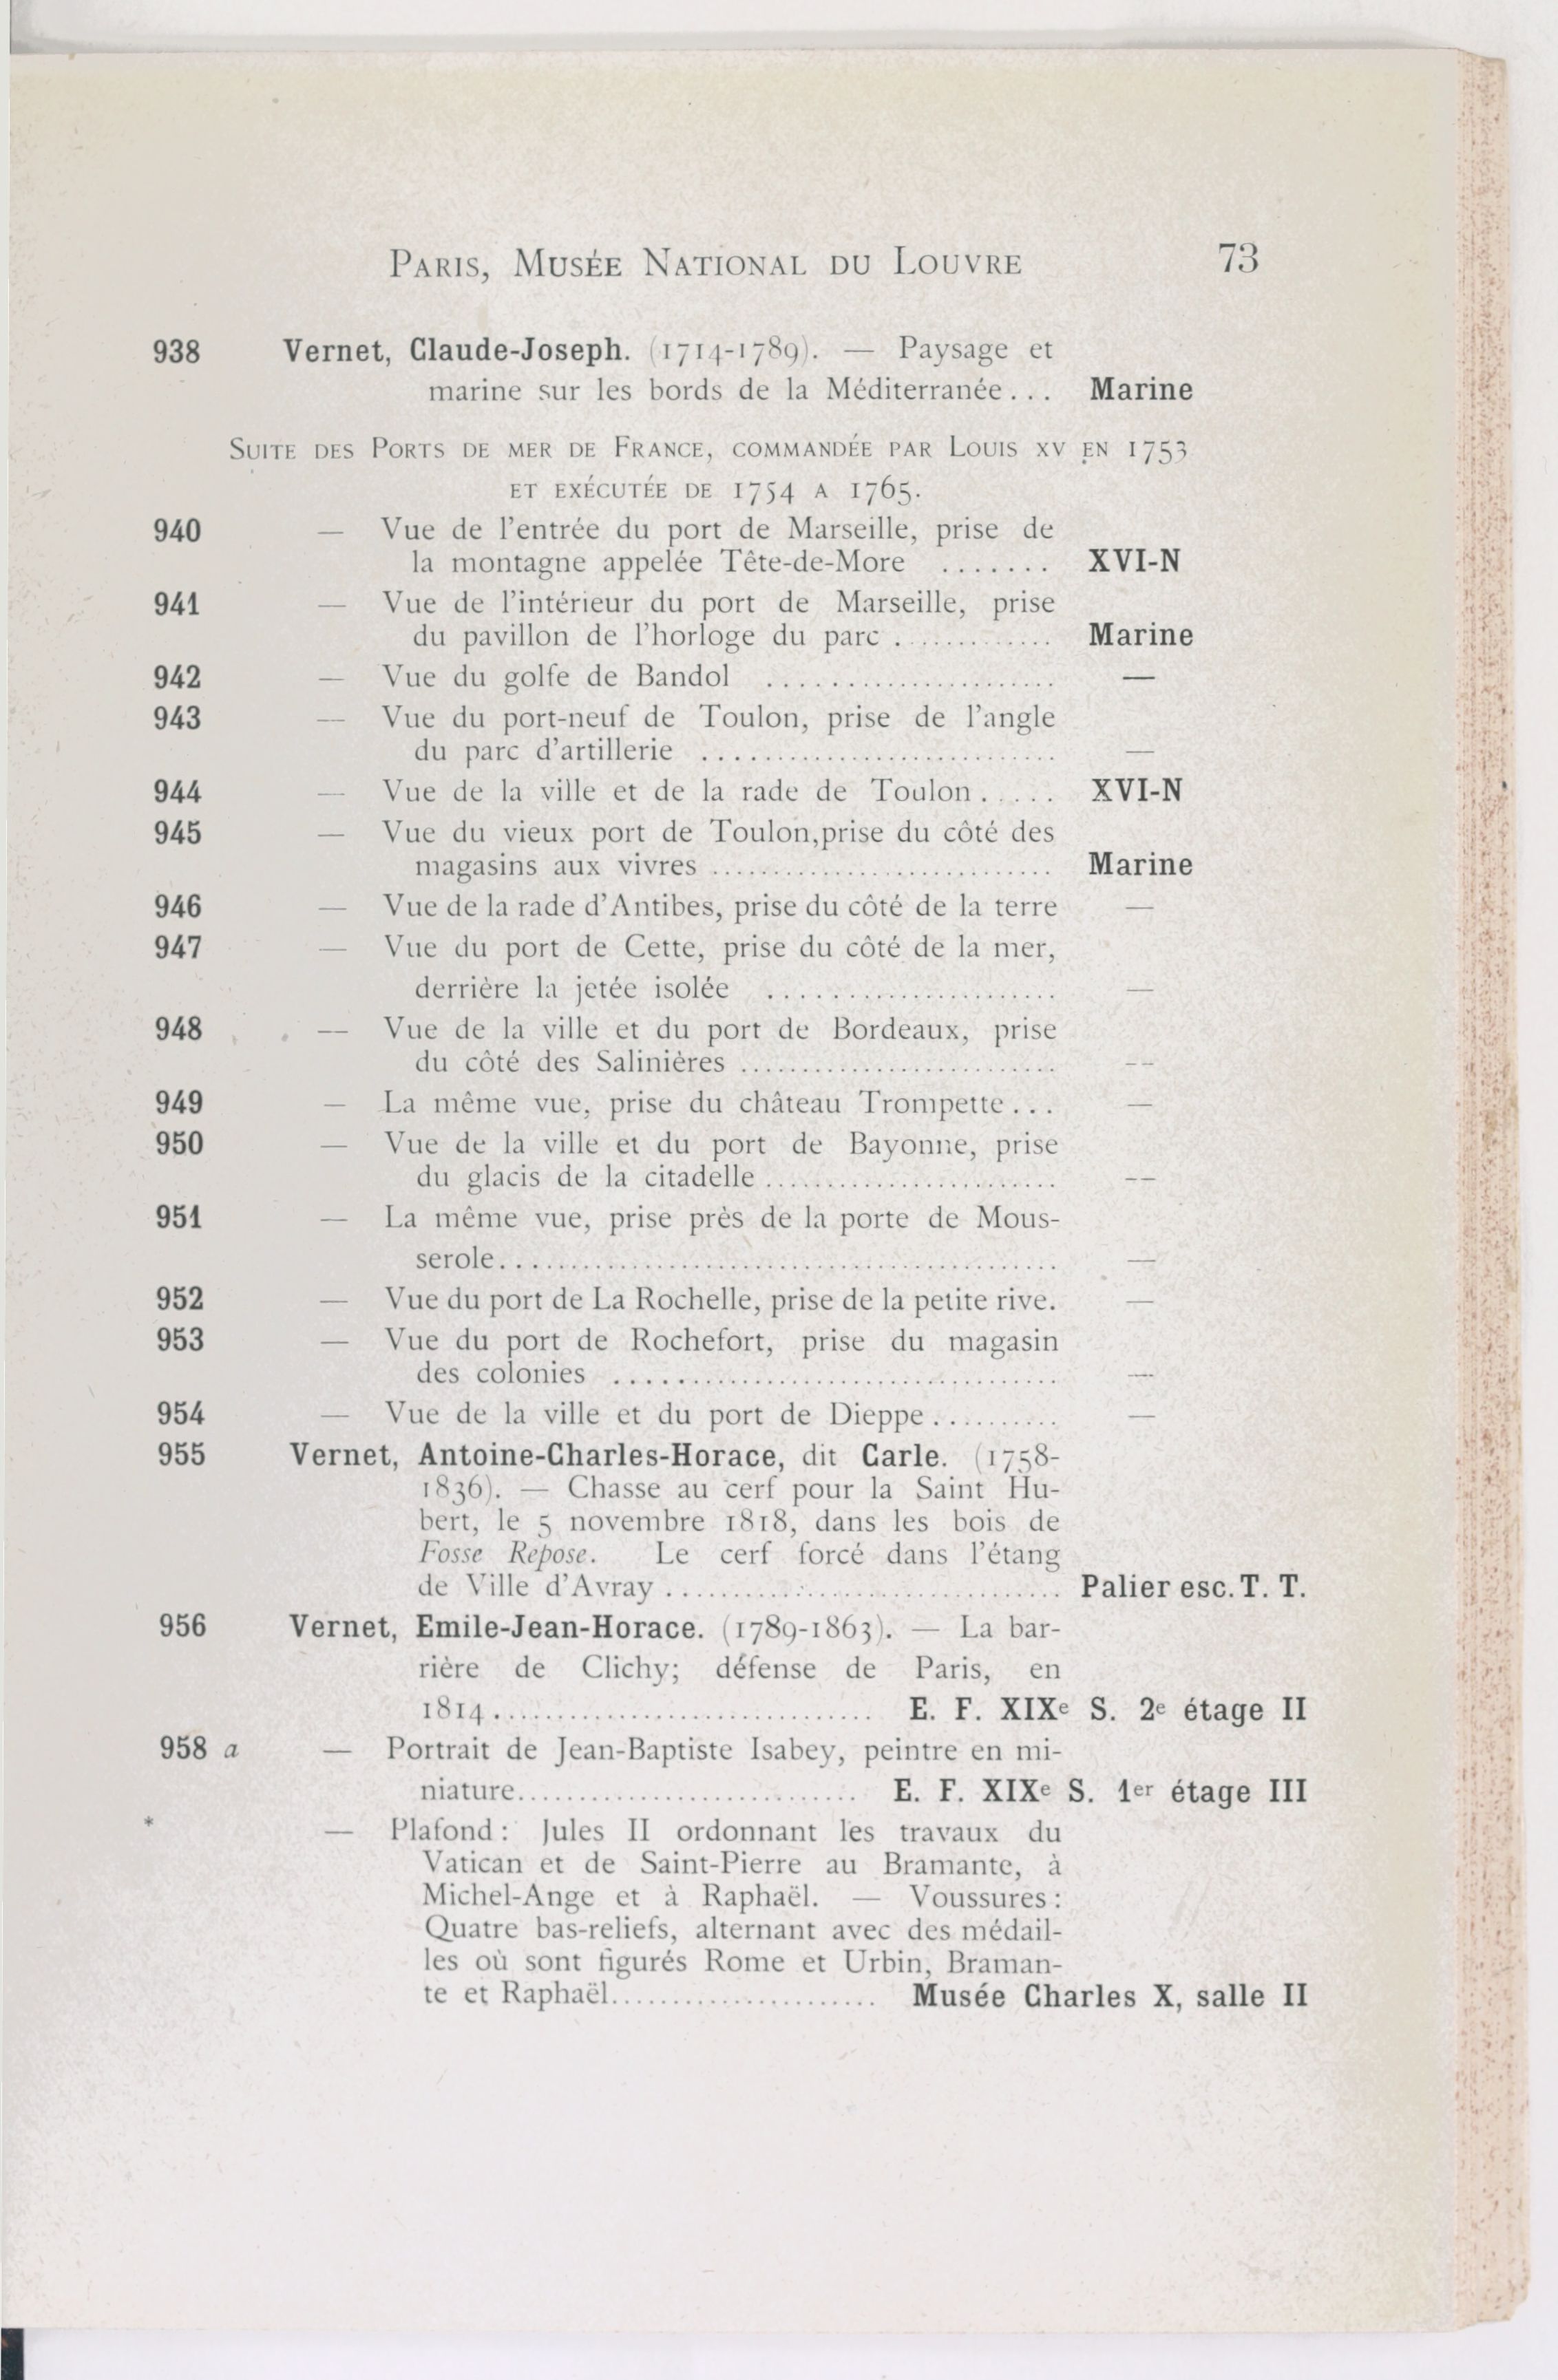 PARIS, MUSÉE NATIONAL DU LOUVRE 73
938 Vernet, Claude-Joseph. (1714-1789). — Paysage et
marine sur les bords de la Méditerranée... Marine
SUITE DES PORTS DE MER DE FRANCE, COMMANDÉE PAR LOUIS XV EN 1753
ET EXÉCUTÉE DE 1754 A 1765.
940 — Vue de l'entrée du port de Marseille, prise de
la montagne appelée Tête-de-More ....... XVI-N
941 — Vue de l'intérieur du port de Marseille, prise
du pavillon de l'horloge du parc ............. Marine
942 — Vue du golfe de Bandol ...................... —
943 — Vue du port-neuf de Toulon, prise de l'angle
du parc d'artillerie ............................ —
944 — Vue de la ville et de la rade de Toulon..... XVI-N
945 — Vue du vieux port de Toulon,prise du côté des
magasins aux vivres ........................... Marine
946 — Vue de la rade d'Antibes, prise du côté de la terre —
947 — Vue du port de Cette, prise du côté de la mer,
derrière la jetée isolée ...................... —
948 — Vue de la ville et du port de Bordeaux, prise
du côté des Salinières ......................... —
949 — La même vue, prise du château Trompette... —
950 — Vue de la ville et du port de Bayonne, prise
du glacis de la citadelle ....................... —
951 — La même vue, prise près de la porte de Mous-
serole............................................ —
952 — Vue du port de La Rochelle, prise de la petite rive. —
953 — Vue du port de Rochefort, prise du magasin
des colonies ................................... —
954 — Vue de la ville et du port de Dieppe.......... —
955 Vernet, Antoine-Charles-Horace, dit Carle. (1758-
1836). — Chasse au cerf pour la Saint Hu-
bert, le 5 novembre 1818, dans les bois de
Fosse Repose. Le cerf forcé dans l'étang
de Ville d'Avray ............................... Palier esc. T. T.
956 Vernet, Emile-Jean-Horace. (1789-1863). — La bar-
rière de Clichy; défense de Paris, en
1814............................... E. F. XIXe S. 2e étage II
958 a — Portrait de Jean-Baptiste Isabey, peintre en mi-
niature........................... E. F. XIXe S. 1er étage III
* — Plafond : Jules II ordonnant les travaux du
Vatican et de Saint-Pierre au Bramante, à
Michel-Ange et à Raphaël. — Voussures :
Quatre bas-reliefs, alternant avec des médail-
les où sont figurés Rome et Urbin, Braman-
te et Raphaël...................... Musée Charles X, salle II